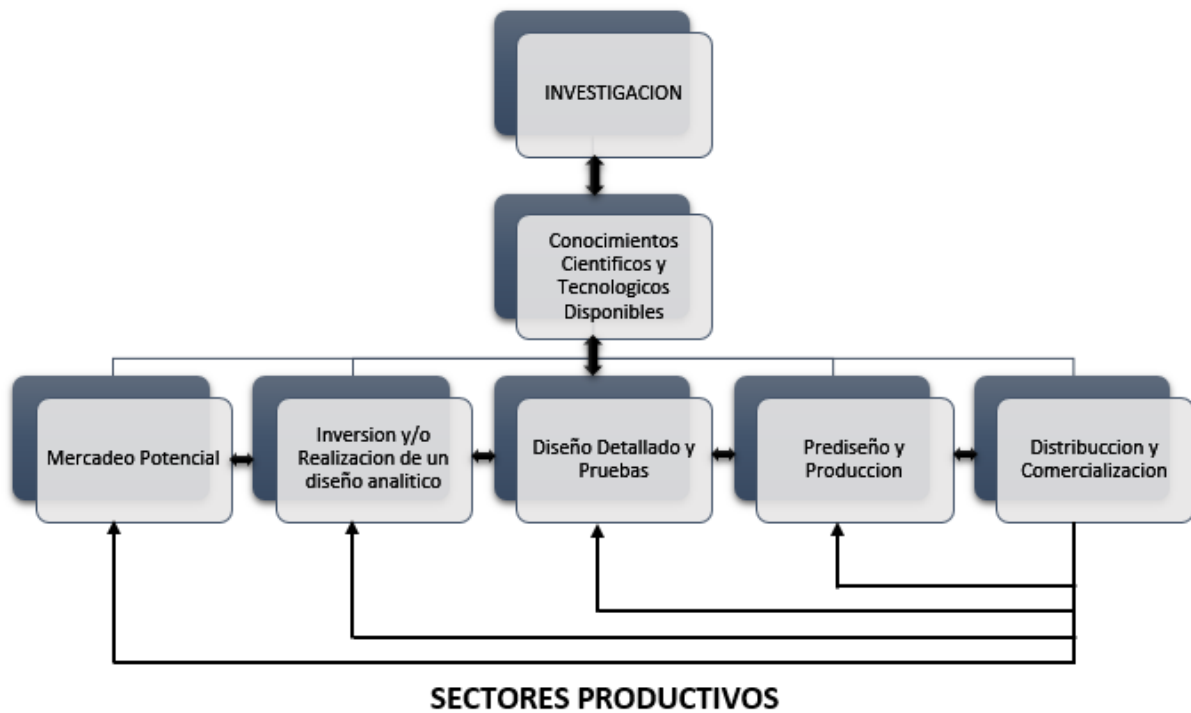 INVESTIGACION
Conocimientos
Cientificos y
Tecnologicos
Disponibles
Mercadeo Potencial
Inversion y/o
Realizacion de un
diseño analitico
Diseño Detallado y
Pruebas
Prediseño y
Produccion
Distribuccion y
Comercializacion
SECTORES PRODUCTIVOS